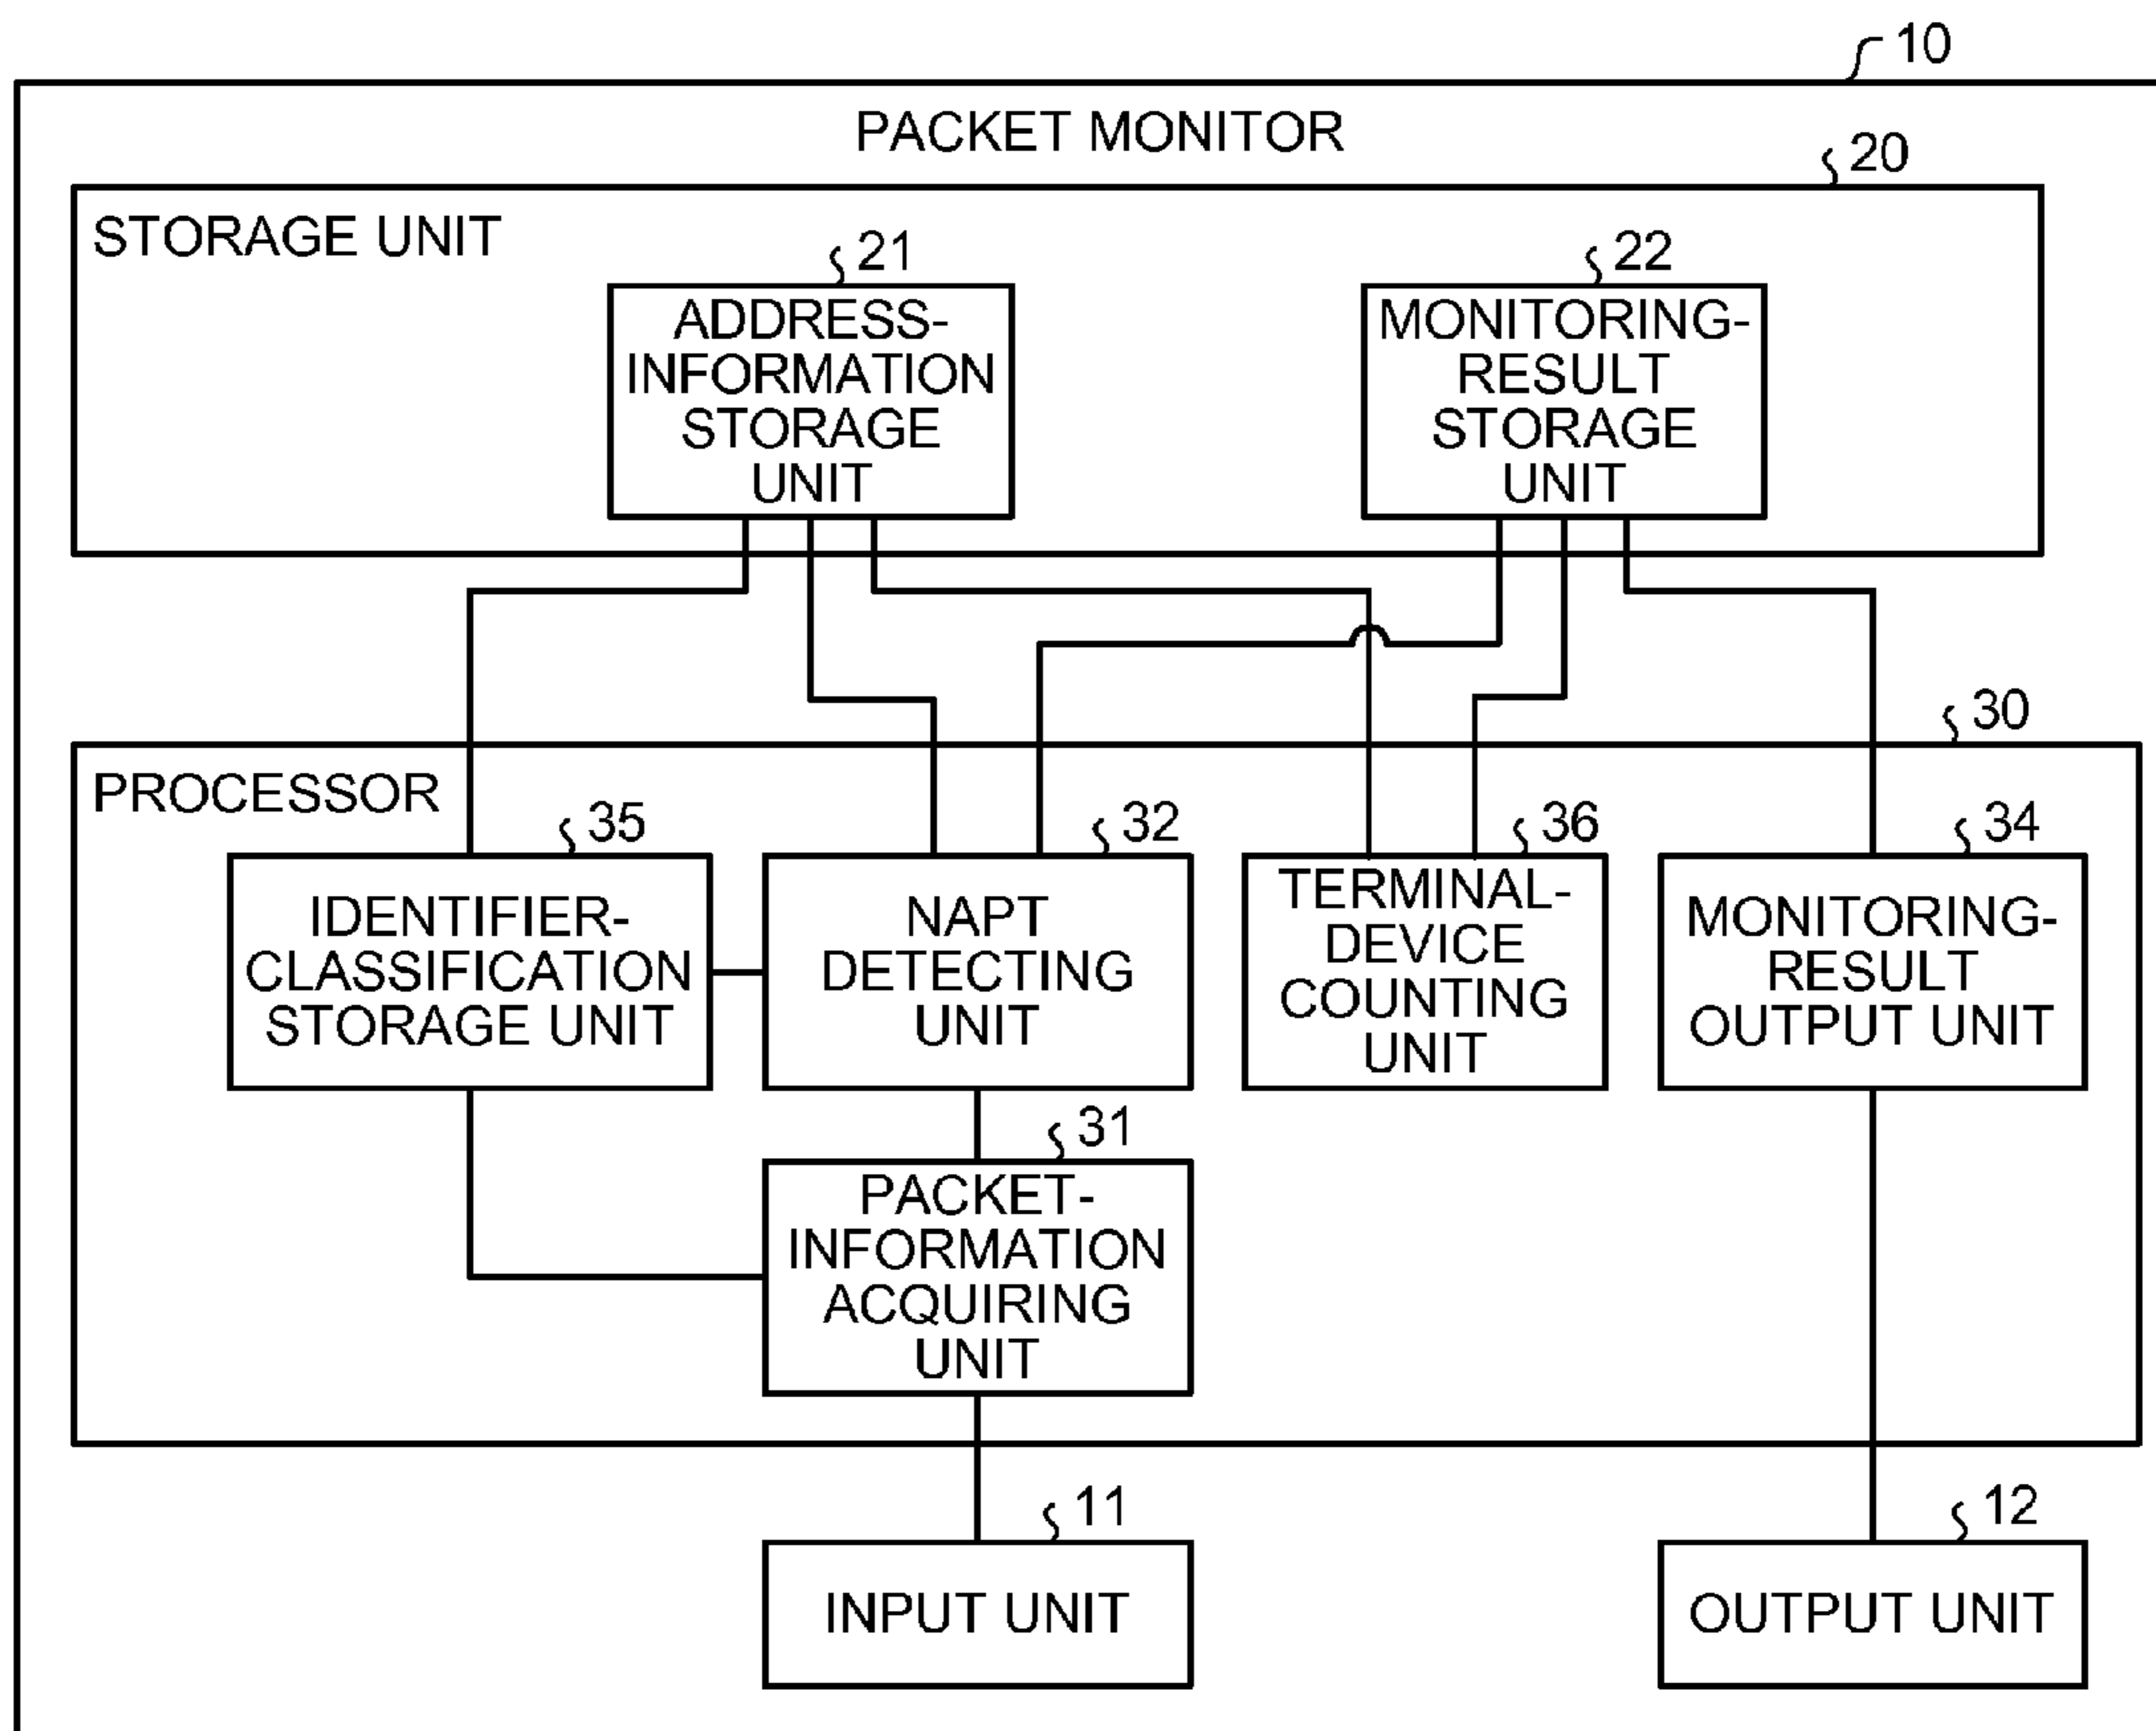 10
PACKET MONITOR
20
STORAGE UNIT
21
ADDRESS-
INFORMATION
STORAGE
UNIT
22
MONITORING-
RESULT
STORAGE
UNIT
30
PROCESSOR
35
IDENTIFIER-
CLASSIFICATION
STORAGE UNIT
32
NAPT
DETECTING
UNIT
36
TERMINAL-
DEVICE
COUNTING
UNIT
34
MONITORING-
RESULT
OUTPUT UNIT
31
PACKET-
INFORMATION
ACQUIRING
UNIT
11
INPUT UNIT
12
OUTPUT UNIT